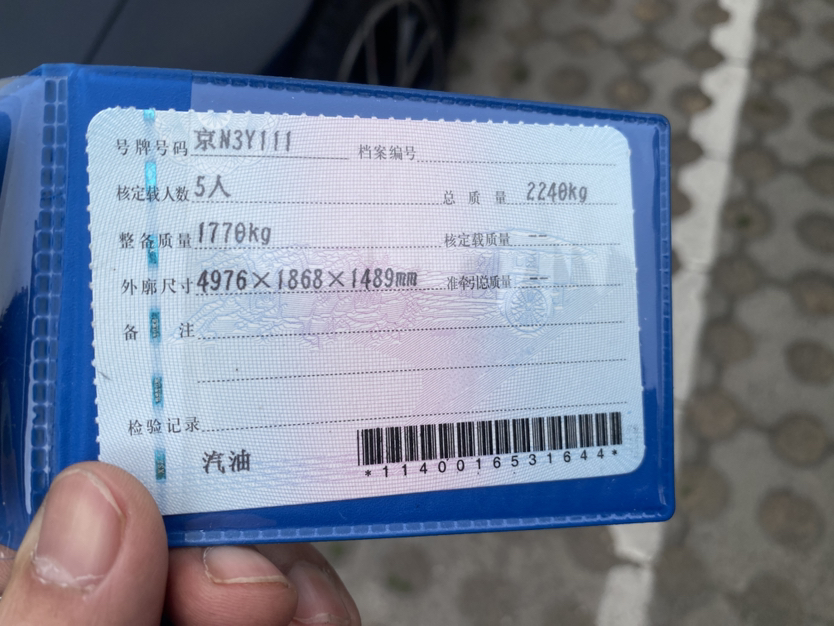 号牌号码 京N3Y111 档案编号
核定载人数 5人 总质量 2240kg
整备质量 1770kg 核定载质量 --
外廓尺寸 4976×1868×1489mm 准牵引总质量 --
备注
检验记录
汽油
*1140016531644*